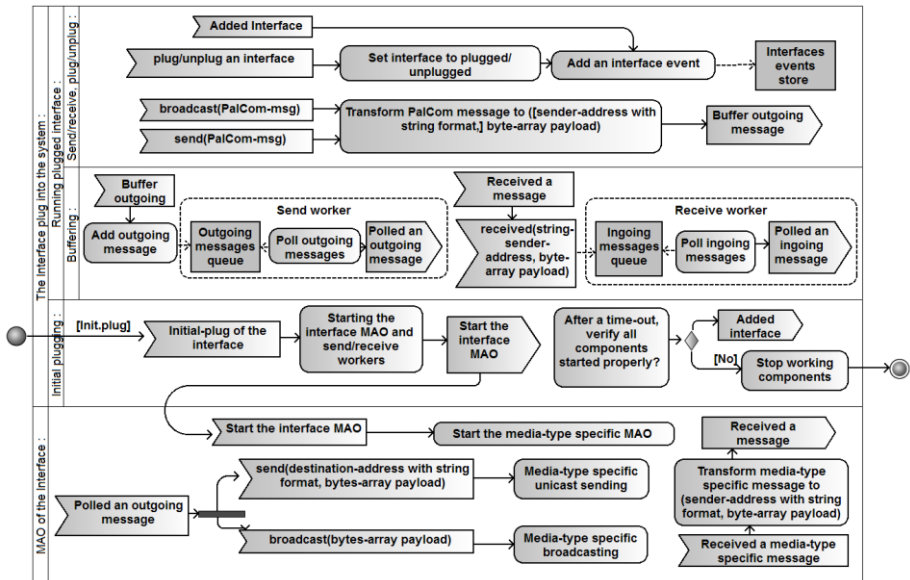 The Interface plug into the system :
Running plugged interface :
Send/receive, plug/unplug :
Added Interface
plug/unplug an interface
Set interface to plugged/
unplugged
Add an interface event
Interfaces
events
store
broadcast(PalCom-msg)
send(PalCom-msg)
Transform PalCom message to ([sender-address with
string format,] byte-array payload)
Buffer outgoing
message
Buffering :
Buffer
outgoing
Add outgoing
message
Send worker
Outgoing
messages
queue
Poll outgoing
messages
Polled an
outgoing
message
Received a
message
received(string-
sender-
address, byte-
array payload)
Receive worker
Ingoing
messages
queue
Poll ingoing
messages
Polled an
ingoing
message
Initial plugging :
[Init.plug]
Initial-plug of the
interface
Starting the
interface MAO and
send/receive
workers
Start the
interface
MAO
After a time-out,
verify all
components
started properly?
Added
interface
[No]
Stop working
components
MAO of the Interface :
Start the interface MAO
Start the media-type specific MAO
Received a
message
Polled an outgoing
message
send(destination-address with string
format, bytes-array payload)
Media-type specific
unicast sending
Transform media-type
specific message to
(sender-address with string
format, byte-array payload)
broadcast(bytes-array payload)
Media-type specific
broadcasting
Received a media-type
specific message